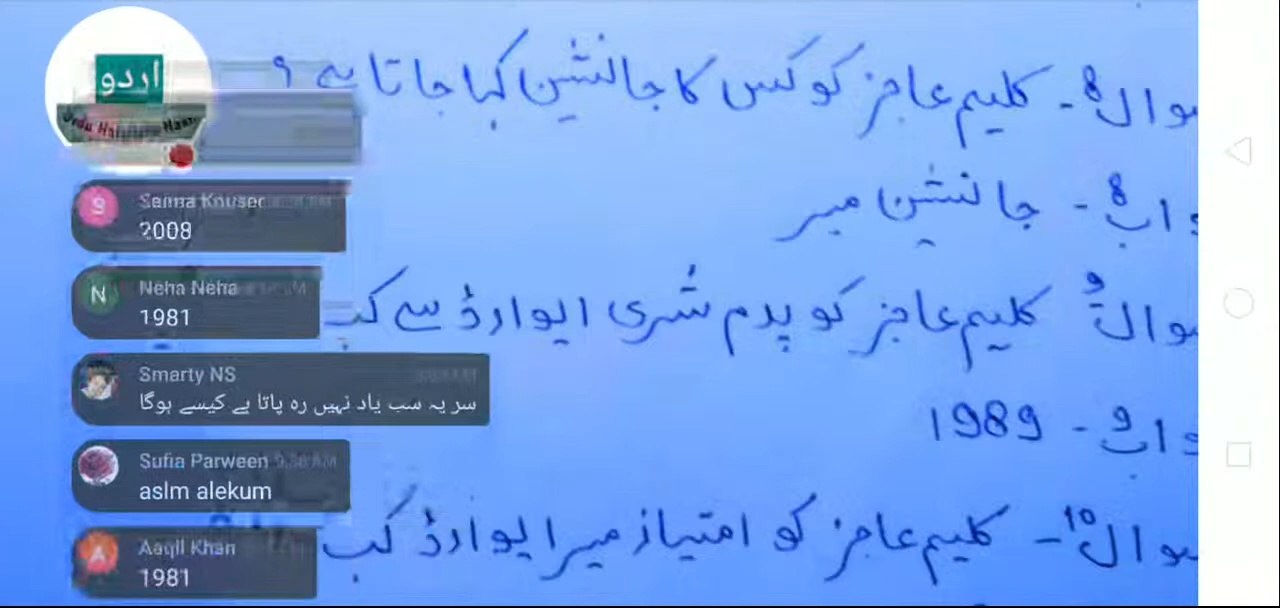 اردو
سوال 8- کلیم عاجز کو کس کا جانشین کہا جاتا ہے ؟
جواب 8- جانشین میر
سوال 9 کلیم عاجز کو پدم شری ایوارڈ سے کب
جواب 9- 1989
سوال 10- کلیم عاجز کو امتیاز میر ایوارڈ کب
S
2008
N Neha Neha
1981
Smarty NS
سر یہ سب یاد نہیں رہ پاتا ہے کیسے ہوگا
Sufia Parween
aslm alekum
A Aaqil Khan
1981